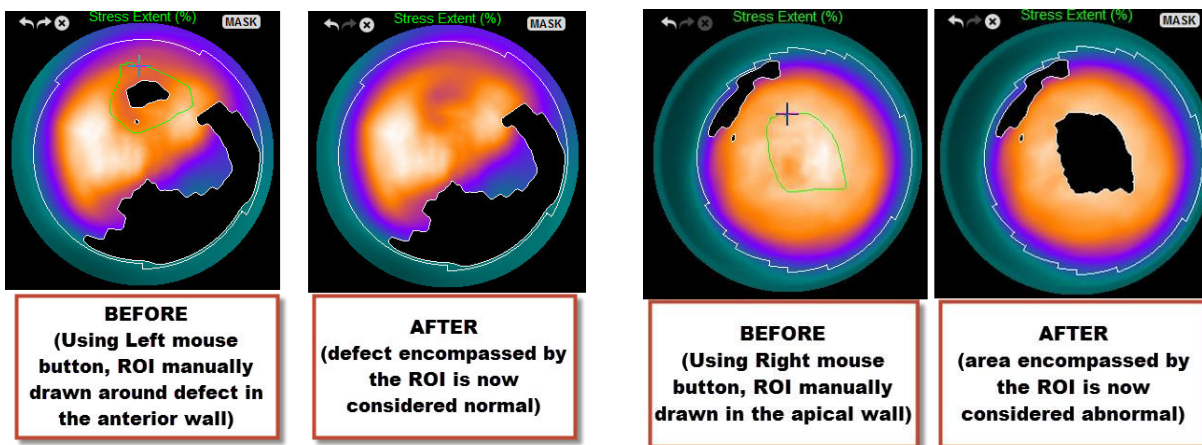 Stress Extent (%)
MASK
Stress Extent (%)
MASK
Stress Extent (%)
MASK
Stress Extent (%)
MASK
BEFORE
(Using Left mouse
button, ROI manually
drawn around defect in
the anterior wall)
AFTER
(defect encompassed by
the ROI is now
considered normal)
BEFORE
(Using Right mouse
button, ROI manually
drawn in the apical wall)
AFTER
(area encompassed by
the ROI is now
considered abnormal)